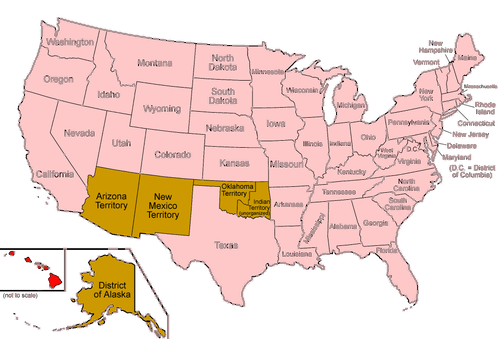 Washington
Oregon
California
Nevada
Idaho
Montana
Wyoming
Utah
Colorado
Arizona
Territory
New
Mexico
Territory
North
Dakota
South
Dakota
Nebraska
Kansas
Oklahoma
Territory
Indian
Territory
(unorganized)
Texas
Minnesota
Iowa
Missouri
Arkansas
Louisiana
Wisconsin
Illinois
Michigan
Indiana
Ohio
Kentucky
Tennessee
Mississippi
Alabama
Georgia
Florida
South
Carolina
North
Carolina
Virginia
West
Virginia
D.C.
Pennsylvania
New
York
New
Hampshire
Vermont
Maine
Massachusetts
Rhode
Island
Connecticut
New Jersey
Delaware
Maryland
(D.C. = District
of Columbia)
(not to scale)
District
of Alaska